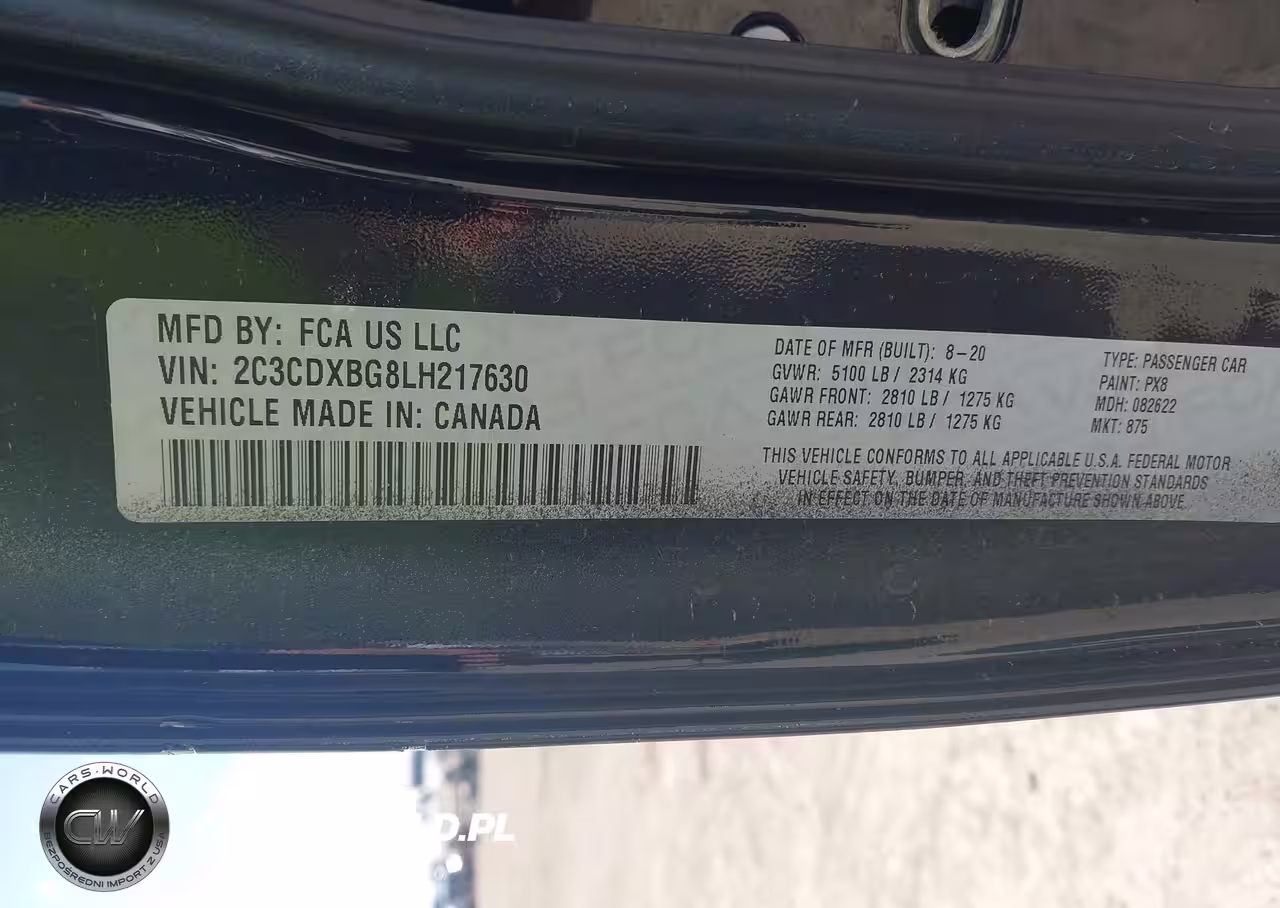 MFD BY: FCA US LLC
VIN: 2C3CDXBG8LH217630
VEHICLE MADE IN: CANADA
DATE OF MFR (BUILT): 8-20
GVWR: 5100 LB / 2314 KG
GAWR FRONT: 2810 LB / 1275 KG
GAWR REAR: 2810 LB / 1275 KG
TYPE: PASSENGER CAR
PAINT: PX8
MDH: 082622
MKT: 875
THIS VEHICLE CONFORMS TO ALL APPLICABLE U.S.A. FEDERAL MOTOR
VEHICLE SAFETY, BUMPER, AND THEFT PREVENTION STANDARDS
IN EFFECT ON THE DATE OF MANUFACTURE SHOWN ABOVE.
CARS-WORLD
CW
BEZPOŚREDNI IMPORT Z USA
D.PL